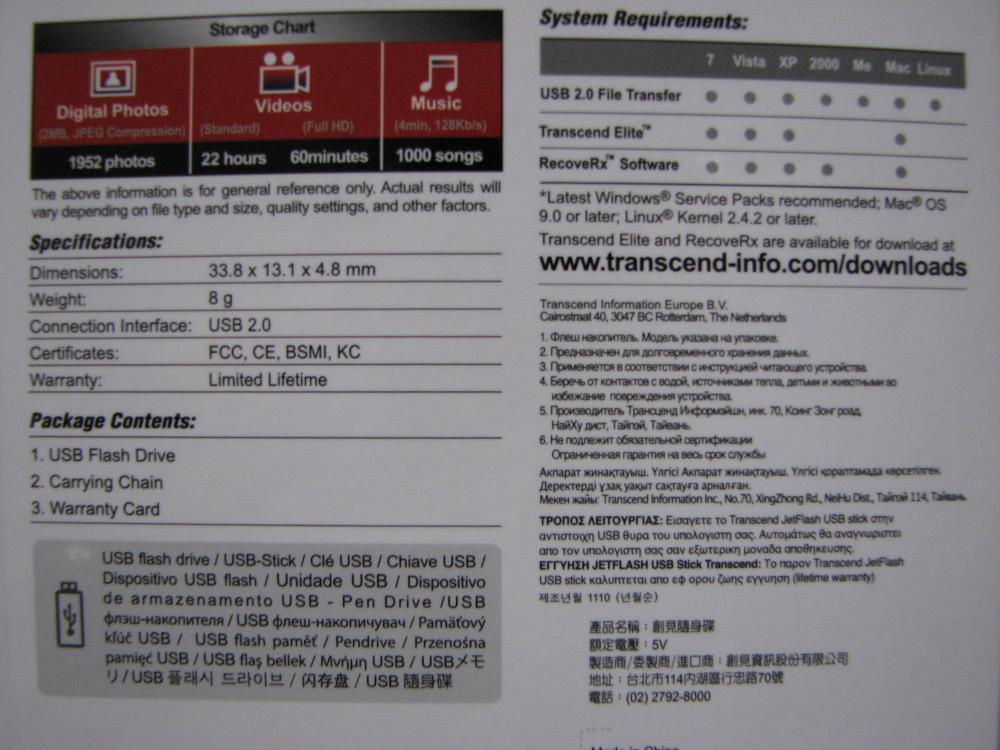 Storage Chart
Digital Photos
(2MB, JPEG Compression)
1952 photos
Videos
(Standard) (Full HD)
22 hours 60minutes
Music
(4min, 128Kb/s)
1000 songs
The above information is for general reference only. Actual results will
vary depending on file type and size, quality settings, and other factors.
Specifications:
Dimensions: 33.8 x 13.1 x 4.8 mm
Weight: 8 g
Connection Interface: USB 2.0
Certificates: FCC, CE, BSMI, KC
Warranty: Limited Lifetime
Package Contents:
1. USB Flash Drive
2. Carrying Chain
3. Warranty Card
USB flash drive / USB-Stick / Clé USB / Chiave USB /
Dispositivo USB flash / Unidade USB / Dispositivo
de armazenamento USB - Pen Drive /USB
флэш-накопителя / USB флеш-накопичувач / Pamäťový
kľúč USB / USB flash paměť / Pendrive / Przenośna
pamięć USB / USB flaş bellek / Μνήμη USB / USBメモ
リ / USB 플래시 드라이브 / 闪存盘 / USB 隨身碟
System Requirements:
7 Vista XP 2000 Me Mac Linux
USB 2.0 File Transfer
Transcend Elite™
RecoveRx™ Software
*Latest Windows® Service Packs recommended; Mac® OS
9.0 or later; Linux® Kernel 2.4.2 or later.
Transcend Elite and RecoveRx are available for download at
www.transcend-info.com/downloads
Transcend Information Europe B.V.
Cairostraat 40, 3047 BC Rotterdam, The Netherlands
1. Флеш накопитель. Модель указана на упаковке.
2. Предназначен для долговременного хранения данных.
3. Применяется в соответствии с инструкцией читающего устройства.
4. Беречь от контактов с водой, источниками тепла, детьми и животными во
избежание повреждения устройства.
5. Производитель Трансценд Информэйшн, инк. 70, Ксинг Зонг роад,
НайХу дист, Тайпэй, Тайвань.
6. Не подлежит обязательной сертификации
Ограниченная гарантия на весь срок службы
Ақпарат жинақтауыш. Үлгісі Ақпарат жинақтауыш. Үлгісі қораптамада көрсетілген.
Деректерді ұзақ уақыт сақтауға арналған.
Мекен жайы: Transcend Information Inc., No.70, XingZhong Rd., NeiHu Dist., Тайпэй 114, Тайвань
ΤΡΟΠΟΣ ΛΕΙΤΟΥΡΓΙΑΣ: Εισαγετε το Transcend JetFlash USB stick στην
αντιστοιχη USB θυρα του υπολογιστη σας. Αυτοματως θα αναγνωριστει
απο τον υπολογιστη σας σαν εξωτερικη μοναδα αποθηκευσης.
ΕΓΓΥΗΣΗ JETFLASH USB Stick Transcend: Το παρον Transcend JetFlash
USB stick καλυπτεται απο εφ ορου ζωης εγγυηση (lifetime warranty)
제조년월 1110 (년월순)
產品名稱：創見隨身碟
額定電壓：5V
製造商/委製商/進口商：創見資訊股份有限公司
地址：台北市114內湖區行忠路70號
電話：(02) 2792-8000
Made in China